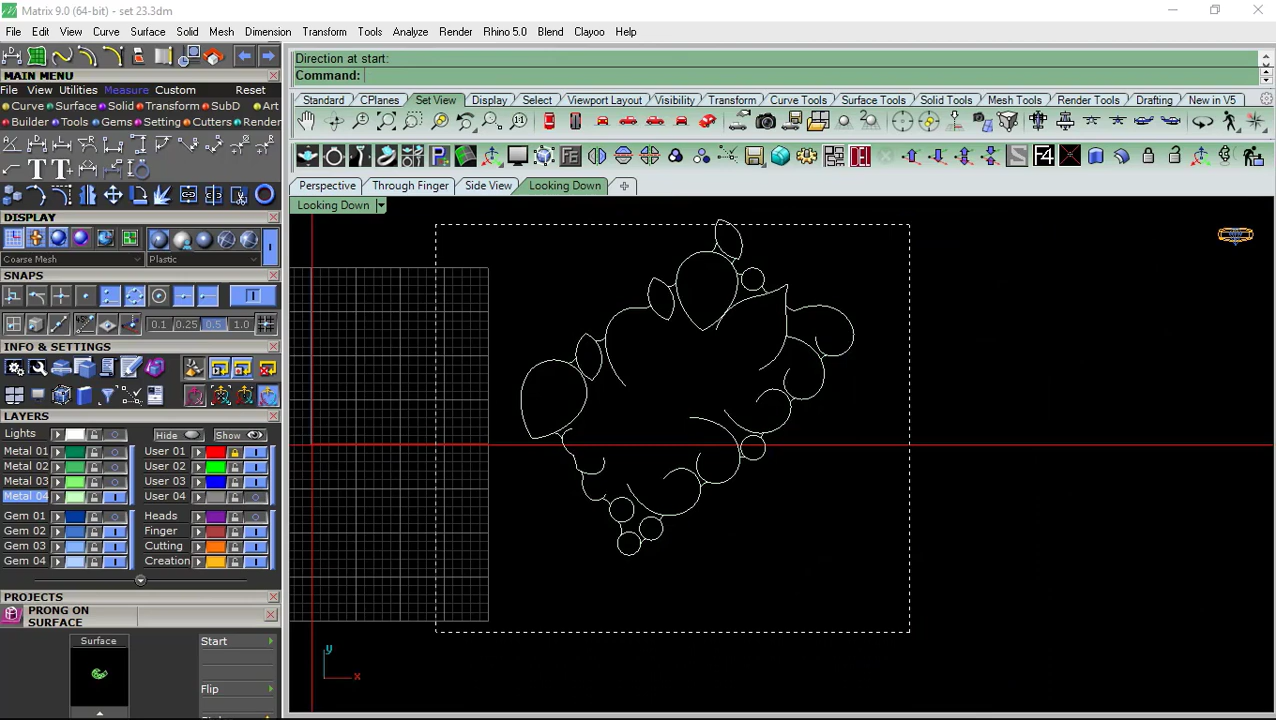 Matrix 9.0 (64-bit) - set 23.3dm
File Edit View Curve Surface Solid Mesh Dimension Transform Tools Analyze Render Rhino 5.0 Blend Clayoo Help
Direction at start:
Command:
MAIN MENU
File View Utilities Measure Custom Reset
Curve Surface Solid Transform SubD Art
Builder Tools Gems Setting Cutters Render
Standard CPlanes Set View Display Select Viewport Layout Visibility Transform Curve Tools Surface Tools Solid Tools Mesh Tools Render Tools Drafting New in V5
Perspective Through Finger Side View Looking Down
Looking Down
DISPLAY
Coarse Mesh Plastic
SNAPS
0.1 0.25 0.5 1.0
INFO & SETTINGS
LAYERS
Lights Hide Show
Metal 01 User 01
Metal 02 User 02
Metal 03 User 03
Metal 04 User 04
Gem 01 Heads
Gem 02 Finger
Gem 03 Cutting
Gem 04 Creation
PROJECTS
PRONG ON
SURFACE
Surface Start
Flip
y
x